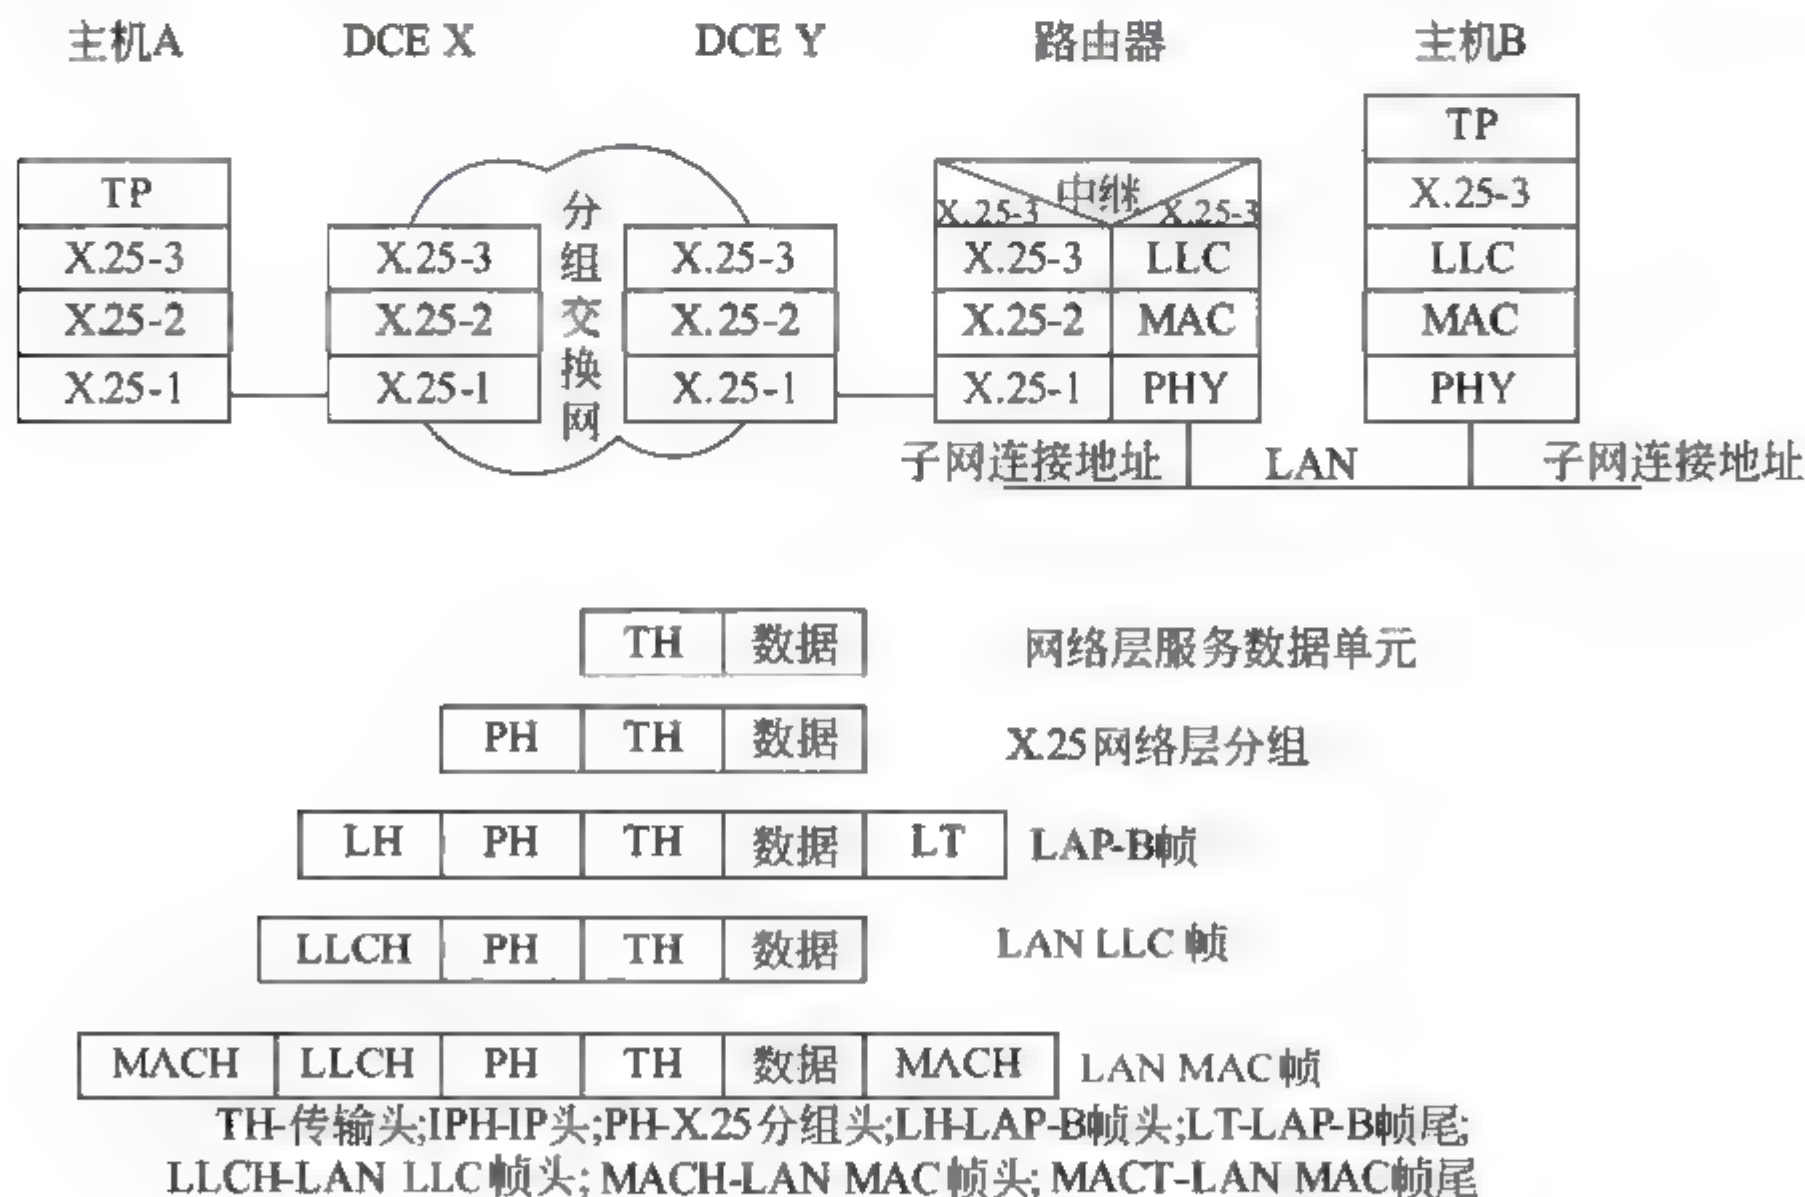 主机A DCE X DCE Y 路由器 主机B
TP
TP 中继 X.25-3
X.25-3 X.25-3
X.25-3 X.25-3 X.25-3 X.25-3 LLC LLC
X.25-2 X.25-2 X.25-2 X.25-2 MAC MAC
X.25-1 X.25-1 X.25-1 X.25-1 PHY PHY
分组交换网
子网连接地址 LAN 子网连接地址
TH 数据 网络层服务数据单元
PH TH 数据 X.25网络层分组
LH PH TH 数据 LT LAP-B帧
LLCH PH TH 数据 LAN LLC 帧
MACH LLCH PH TH 数据 MACH LAN MAC帧
TH-传输头;IPH-IP头;PH-X.25分组头;LH-LAP-B帧头;LT-LAP-B帧尾;
LLCH-LAN LLC帧头; MACH-LAN MAC帧头; MACT-LAN MAC帧尾